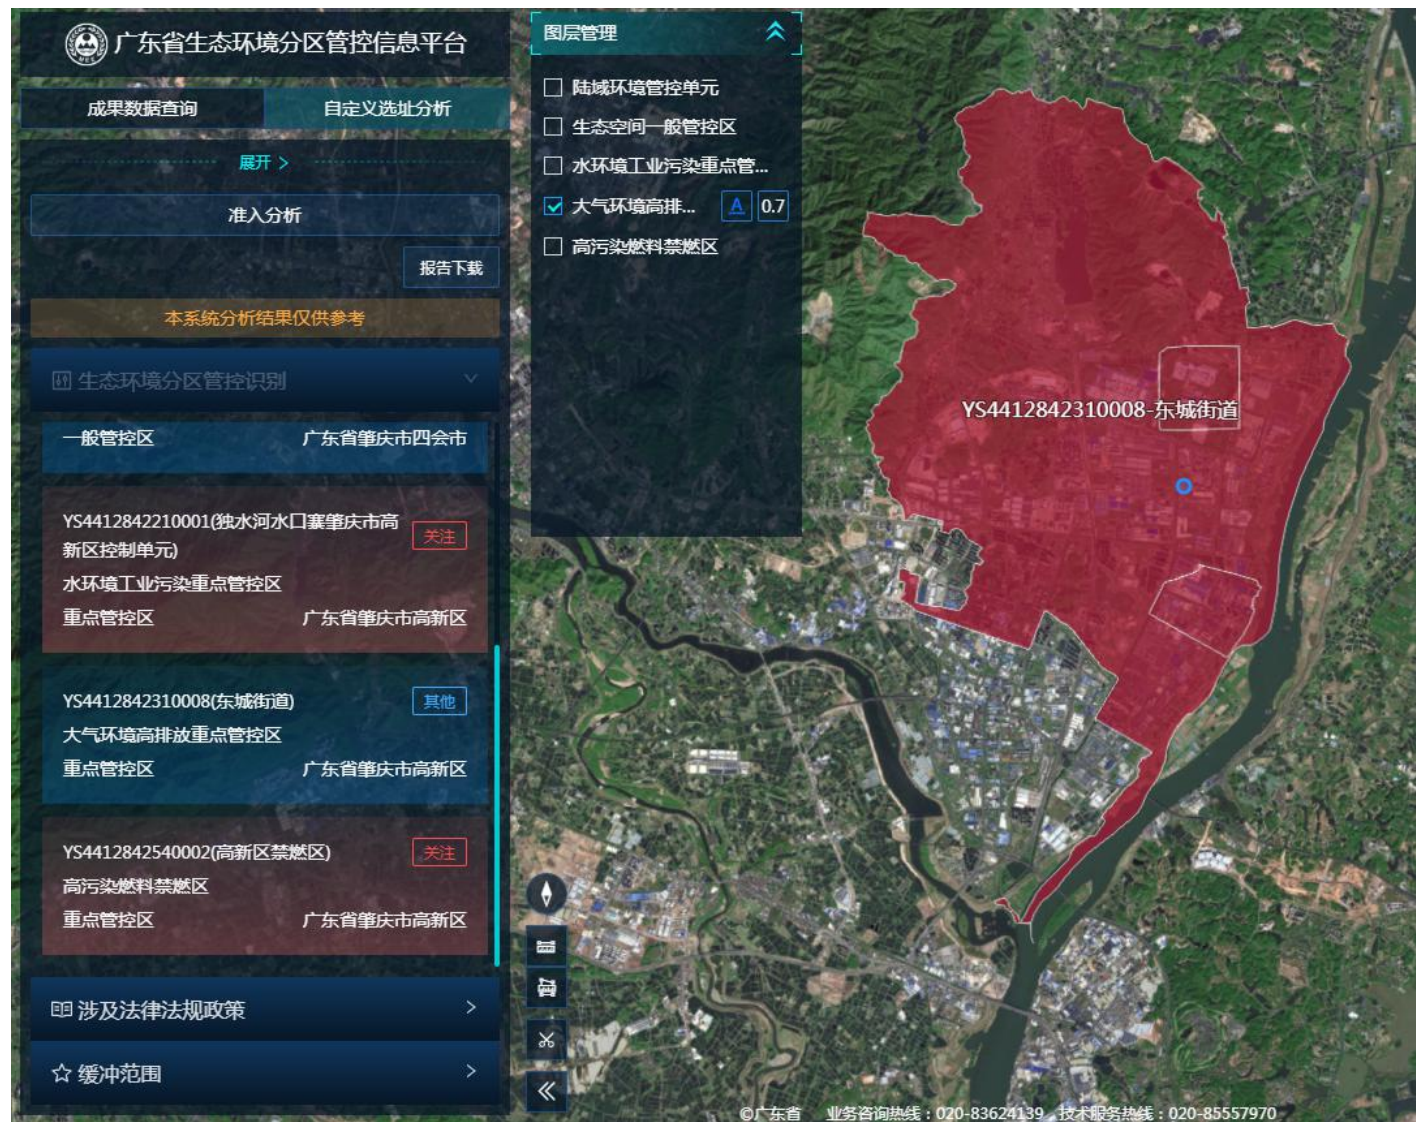 广东省生态环境分区管控信息平台
成果数据查询
自定义选址分析
展开 >
准入分析
报告下载
本系统分析结果仅供参考
生态环境分区管控识别
一般管控区
广东省肇庆市四会市
YS4412842210001(独水河水口寨肇庆市高
新区控制单元)
关注
水环境工业污染重点管控区
重点管控区
广东省肇庆市高新区
YS4412842310008(东城街道)
其他
大气环境高排放重点管控区
重点管控区
广东省肇庆市高新区
YS4412842540002(高新区禁燃区)
关注
高污染燃料禁燃区
重点管控区
广东省肇庆市高新区
涉及法律法规政策
缓冲范围
图层管理
陆域环境管控单元
生态空间一般管控区
水环境工业污染重点管...
大气环境高排...
A
0.7
高污染燃料禁燃区
YS4412842310008-东城街道
©广东省 业务咨询热线：020-83624139 技术服务热线：020-85557970